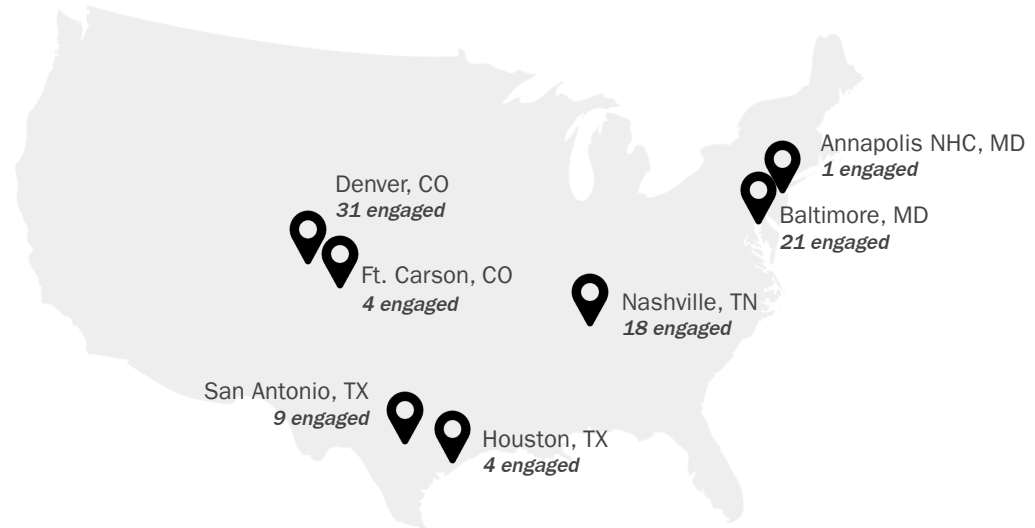 Annapolis NHC, MD
1 engaged
Denver, CO
31 engaged
Baltimore, MD
21 engaged
Ft. Carson, CO
4 engaged
Nashville, TN
18 engaged
San Antonio, TX
9 engaged
Houston, TX
4 engaged